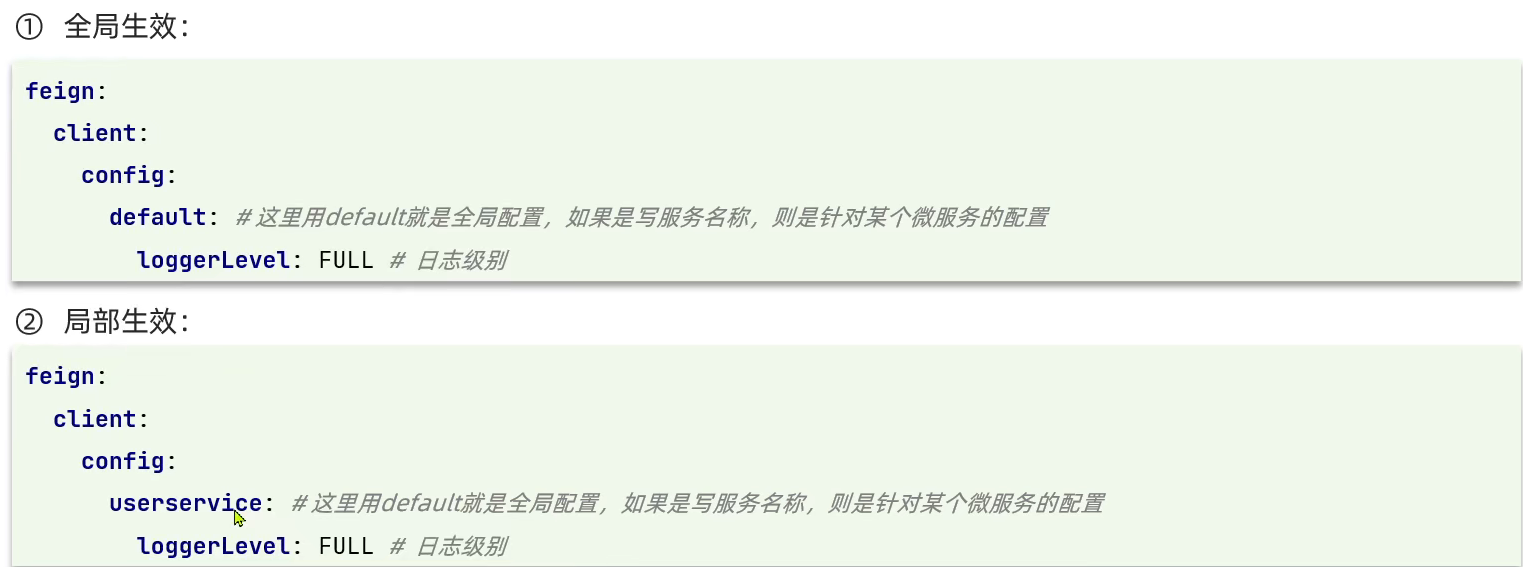 ① 全局生效：
feign:
  client:
    config:
      default: # 这里用default就是全局配置，如果是写服务名称，则是针对某个微服务的配置
        loggerLevel: FULL # 日志级别
② 局部生效：
feign:
  client:
    config:
      userservice: # 这里用default就是全局配置，如果是写服务名称，则是针对某个微服务的配置
        loggerLevel: FULL # 日志级别